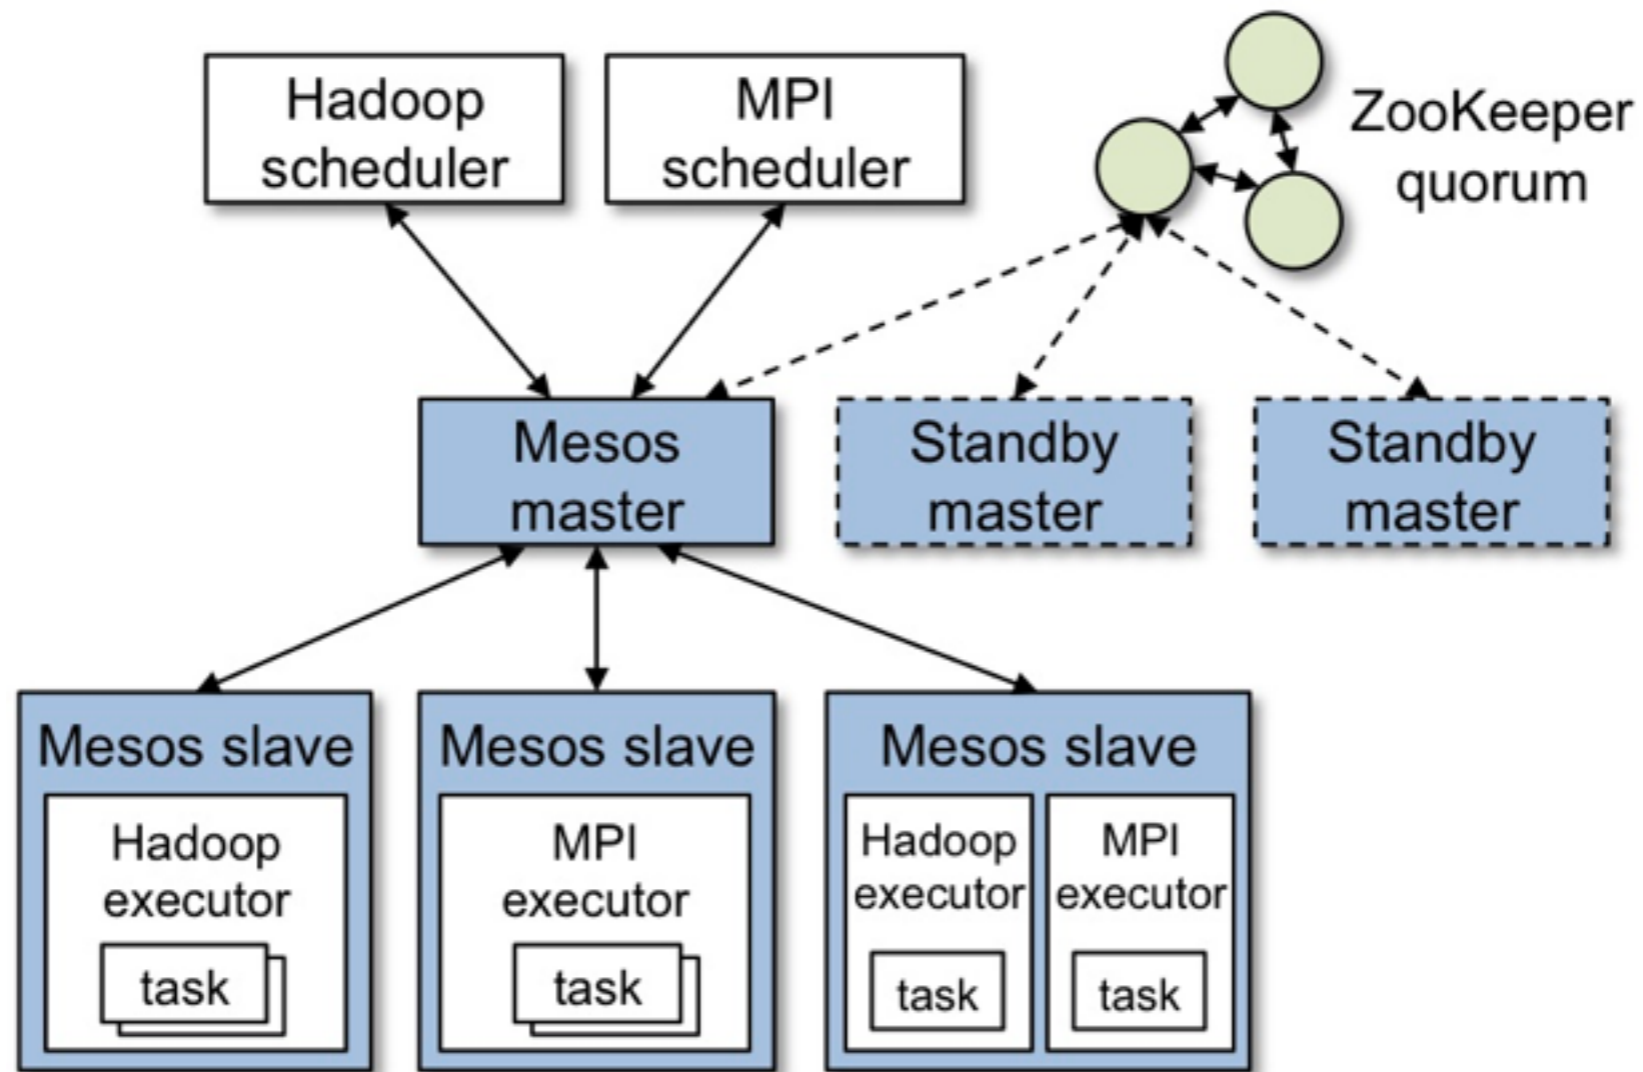 Hadoop
scheduler
MPI
scheduler
ZooKeeper
quorum
Mesos
master
Standby
master
Standby
master
Mesos slave
Hadoop
executor
task
Mesos slave
MPI
executor
task
Mesos slave
Hadoop
executor
task
MPI
executor
task